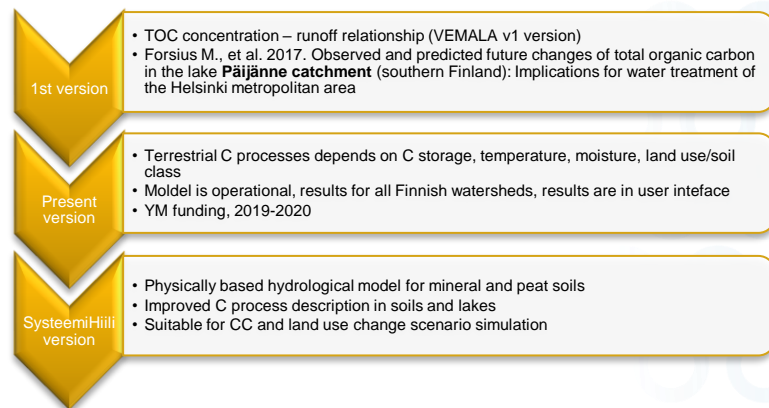 1st version
• TOC concentration – runoff relationship (VEMALA v1 version)
• Forsius M., et al. 2017. Observed and predicted future changes of total organic carbon
in the lake Päijänne catchment (southern Finland): Implications for water treatment of
the Helsinki metropolitan area
Present
version
• Terrestrial C processes depends on C storage, temperature, moisture, land use/soil
class
• Moldel is operational, results for all Finnish watersheds, results are in user inteface
• YM funding, 2019-2020
SysteemiHiili
version
• Physically based hydrological model for mineral and peat soils
• Improved C process description in soils and lakes
• Suitable for CC and land use change scenario simulation